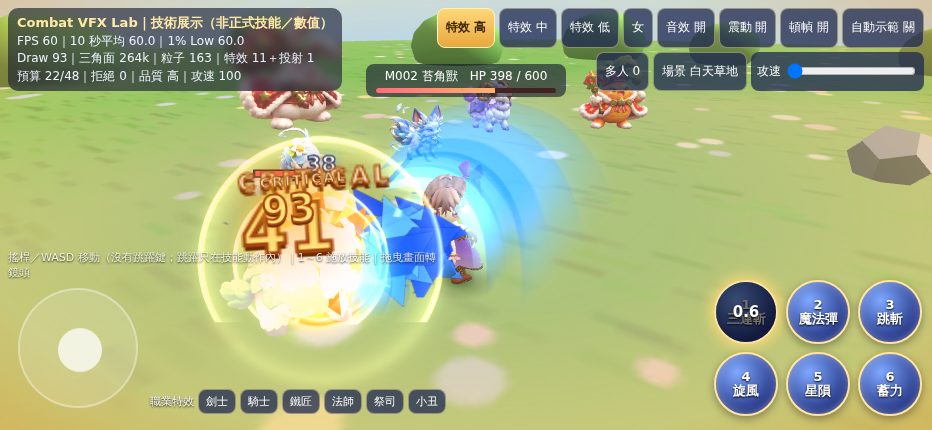 Combat VFX Lab｜技術展示（非正式技能／數值）
FPS 60｜10 秒平均 60.0｜1% Low 60.0
Draw 93｜三角面 264k｜粒子 163｜特效 11＋投射 1
預算 22/48｜拒絕 0｜品質 高｜攻速 100
特效 高
特效 中
特效 低
女
音效 開
震動 開
頓幀 開
自動示範 關
多人 0
場景 白天草地
攻速
M002 苔角獸 HP 398 / 600
38
CRITICAL
93
41
搖桿／WASD 移動（沒有跳躍鍵；跳躍只在技能動作內）｜1～6 施放技能｜拖曳畫面轉
鏡頭
1
三連斬
0.6
2
魔法彈
3
跳斬
4
旋風
5
星隕
6
蓄力
職業特效
劍士
騎士
鐵匠
法師
祭司
小丑